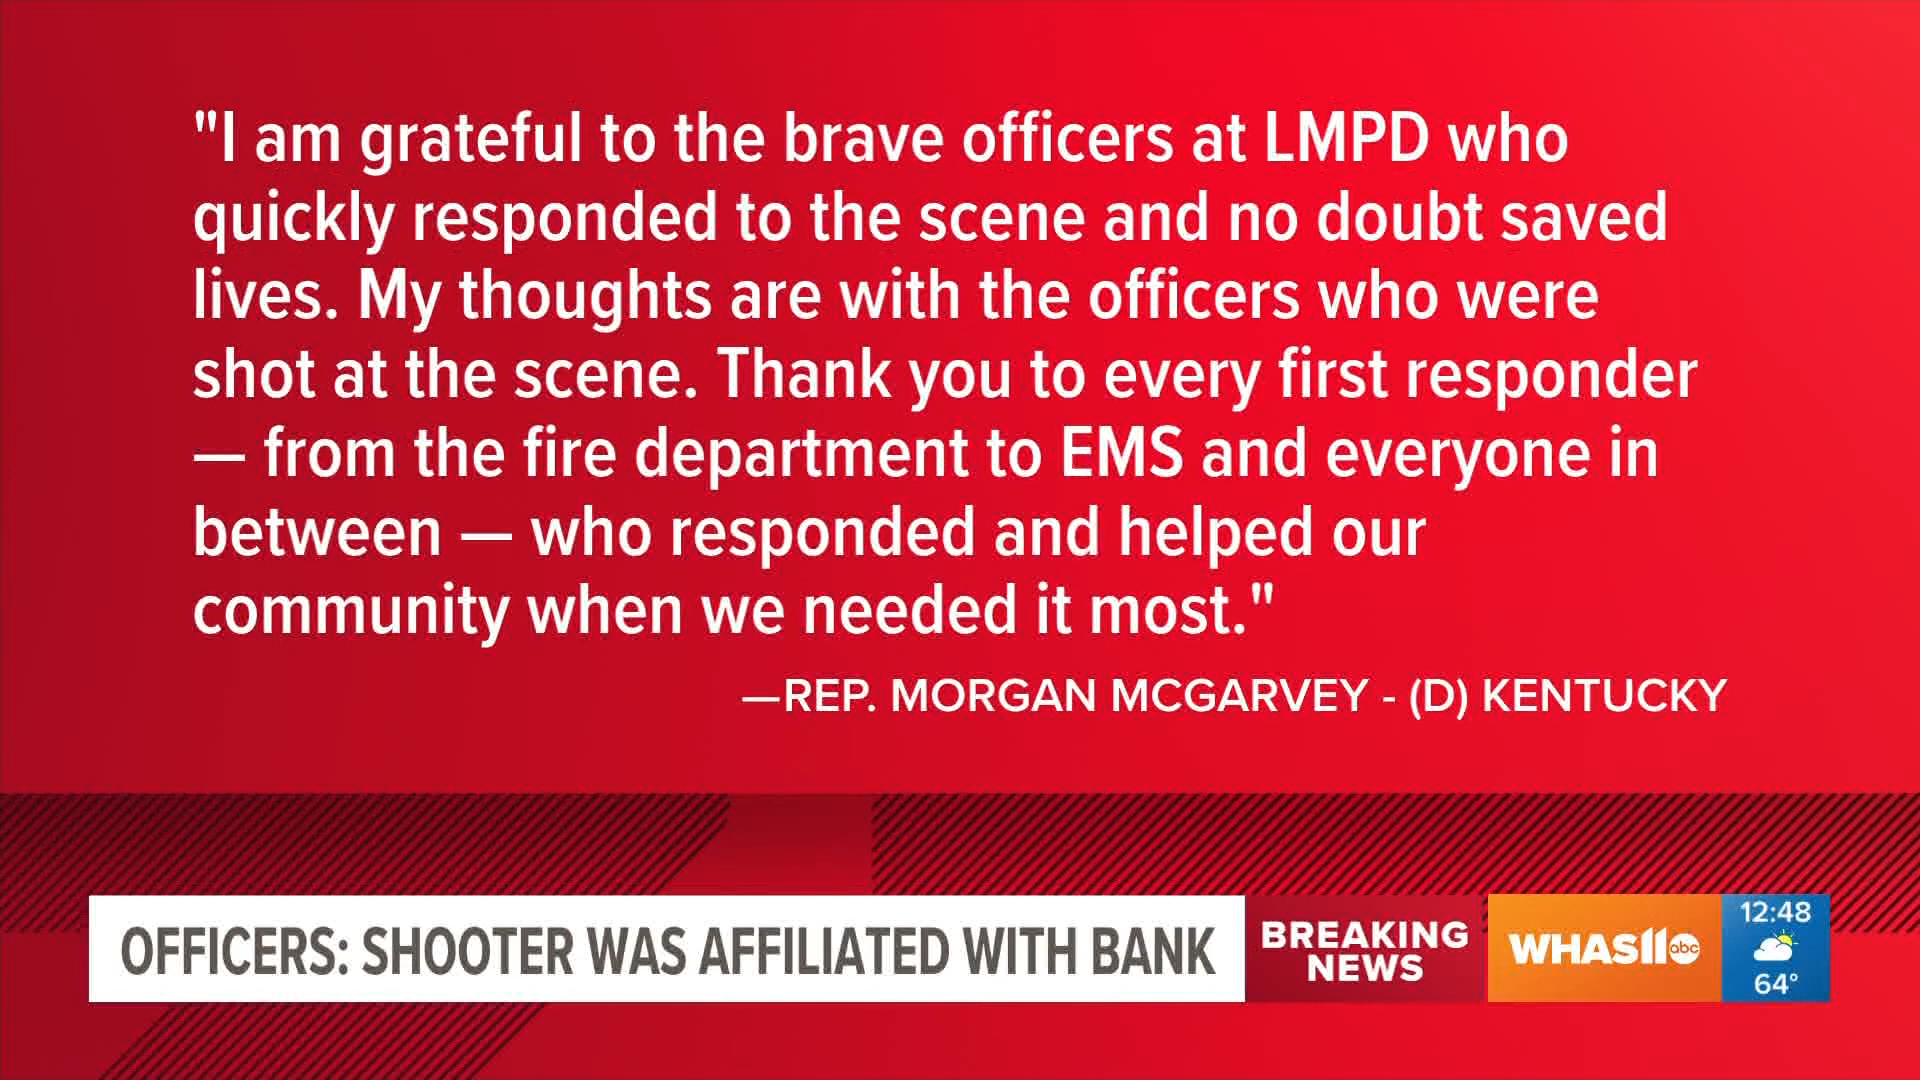 "I am grateful to the brave officers at LMPD who
quickly responded to the scene and no doubt saved
lives. My thoughts are with the officers who were
shot at the scene. Thank you to every first responder
— from the fire department to EMS and everyone in
between — who responded and helped our
community when we needed it most."
—REP. MORGAN MCGARVEY - (D) KENTUCKY
OFFICERS: SHOOTER WAS AFFILIATED WITH BANK
BREAKING
NEWS
WHAS11 abc
12:48
64°